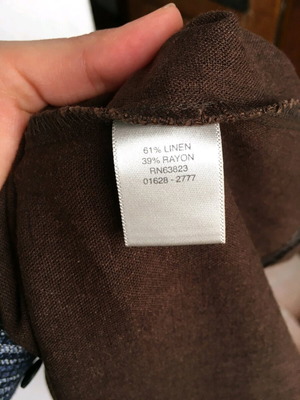 61% LINEN
39% RAYON
RN63823
01628 - 2777